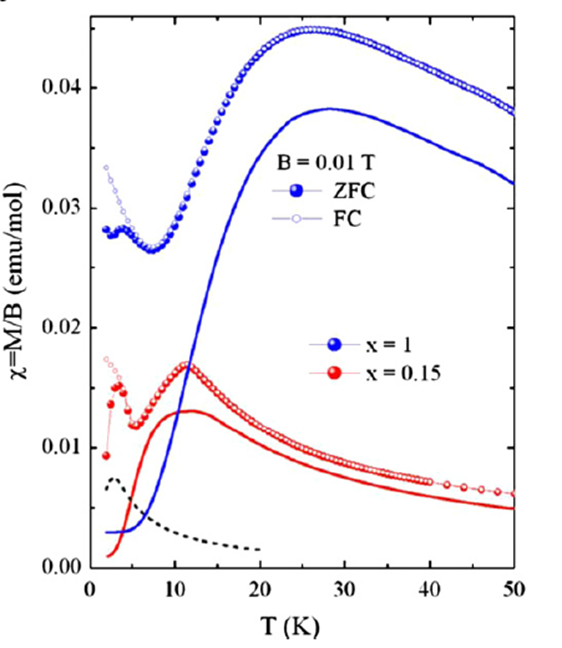 0.04
0.03
0.02
0.01
0.00
χ=M/B (emu/mol)
B = 0.01 T
ZFC
FC
x = 1
x = 0.15
0 10 20 30 40 50
T (K)